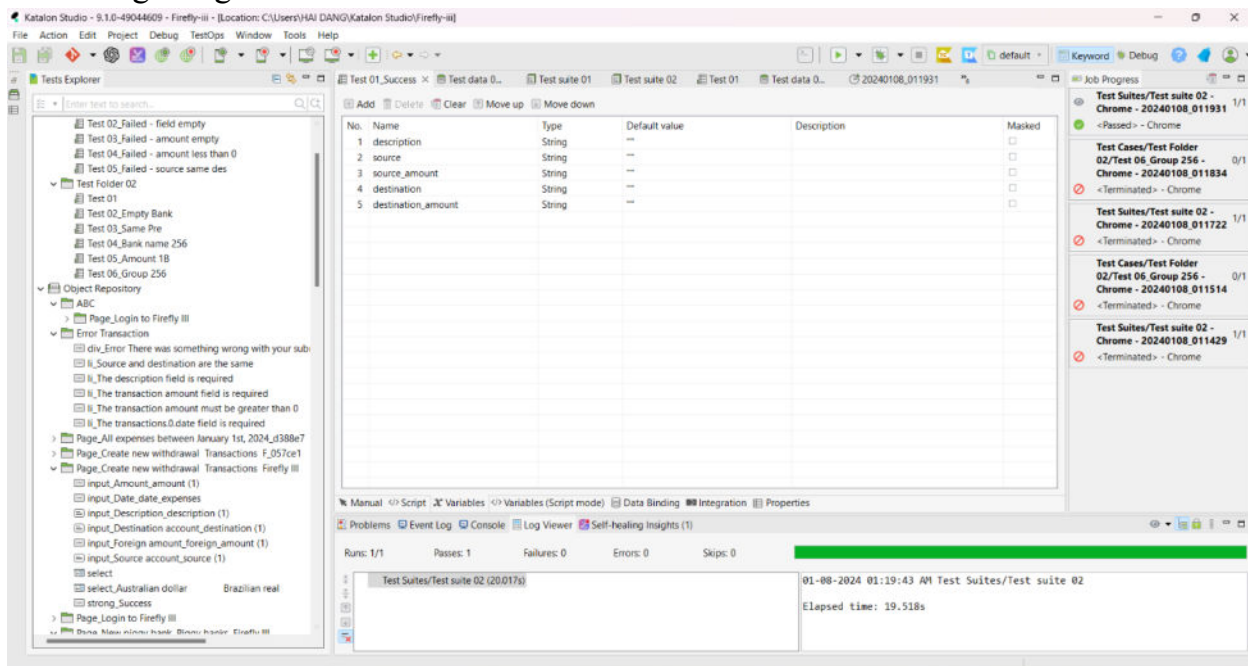 Katalon Studio - 9.1.0-49044609 - Firefly-iii - [Location: C:\Users\HAI DANG\Katalon Studio\Firefly-iii]
File Action Edit Project Debug TestOps Window Tools Help
default
Keyword Debug
Tests Explorer
Enter text to search...
Test 02_Failed - field empty
Test 03_Failed - amount empty
Test 04_Failed - amount less than 0
Test 05_Failed - source same des
Test Folder 02
Test 01
Test 02_Empty Bank
Test 03_Same Pre
Test 04_Bank name 256
Test 05_Amount 1B
Test 06_Group 256
Object Repository
ABC
Page_Login to Firefly III
Error Transaction
div_Error There was something wrong with your sub
li_Source and destination are the same
li_The description field is required
li_The transaction amount field is required
li_The transaction amount must be greater than 0
li_The transactions.0.date field is required
Page_All expenses between January 1st, 2024_d388e7
Page_Create new withdrawal Transactions F_057ce1
Page_Create new withdrawal Transactions Firefly III
input_Amount_amount (1)
input_Date_date_expenses
input_Description_description (1)
input_Destination account_destination (1)
input_Foreign amount_foreign_amount (1)
input_Source account_source (1)
select
select_Australian dollar Brazilian real
strong_Success
Page_Login to Firefly III
Page_New piggy bank Piggy banks Firefly III
Test 01_Success Test data 0... Test suite 01 Test suite 02 Test 01 Test data 0... 20240108_011931
Add Delete Clear Move up Move down
No. Name Type Default value Description Masked
1 description String ""
2 source String ""
3 source_amount String ""
4 destination String ""
5 destination_amount String ""
Manual Script Variables Variables (Script mode) Data Binding Integration Properties
Problems Event Log Console Log Viewer Self-healing Insights (1)
Runs: 1/1 Passes: 1 Failures: 0 Errors: 0 Skips: 0
Test Suites/Test suite 02 (20.017s)
01-08-2024 01:19:43 AM Test Suites/Test suite 02
Elapsed time: 19.518s
Job Progress
Test Suites/Test suite 02 -
Chrome - 20240108_011931 1/1
<Passed> - Chrome
Test Cases/Test Folder
02/Test 06_Group 256 - 0/1
Chrome - 20240108_011834
<Terminated> - Chrome
Test Suites/Test suite 02 -
Chrome - 20240108_011722 1/1
<Terminated> - Chrome
Test Cases/Test Folder
02/Test 06_Group 256 - 0/1
Chrome - 20240108_011514
<Terminated> - Chrome
Test Suites/Test suite 02 -
Chrome - 20240108_011429 1/1
<Terminated> - Chrome